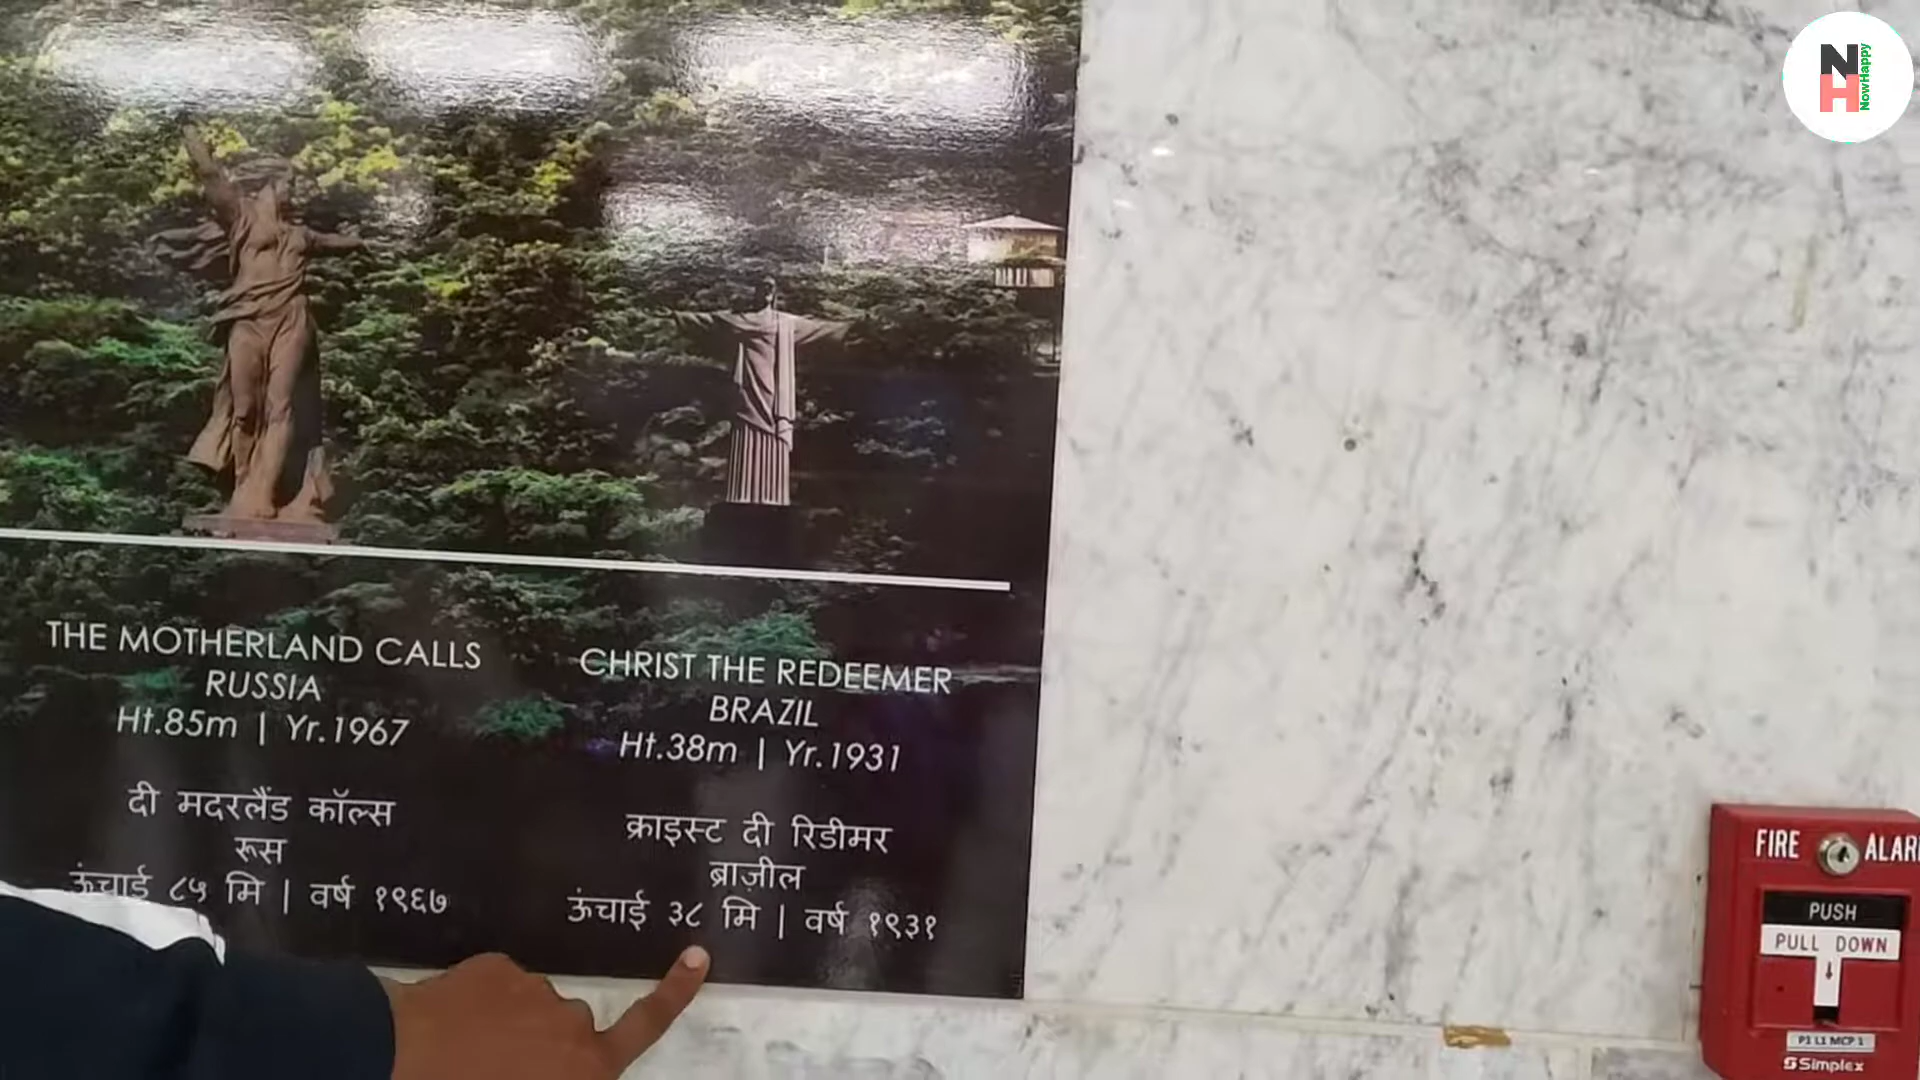 NH
NowHappy
THE MOTHERLAND CALLS
RUSSIA
Ht.85m | Yr.1967
दी मदरलैंड कॉल्स
रूस
ऊंचाई ८५ मि | वर्ष १९६७
CHRIST THE REDEEMER
BRAZIL
Ht.38m | Yr.1931
क्राइस्ट दी रिडीमर
ब्राज़ील
ऊंचाई ३८ मि | वर्ष १९३१
FIRE ALAR
PUSH
PULL DOWN
P1 L1 MCP 1
Simplex